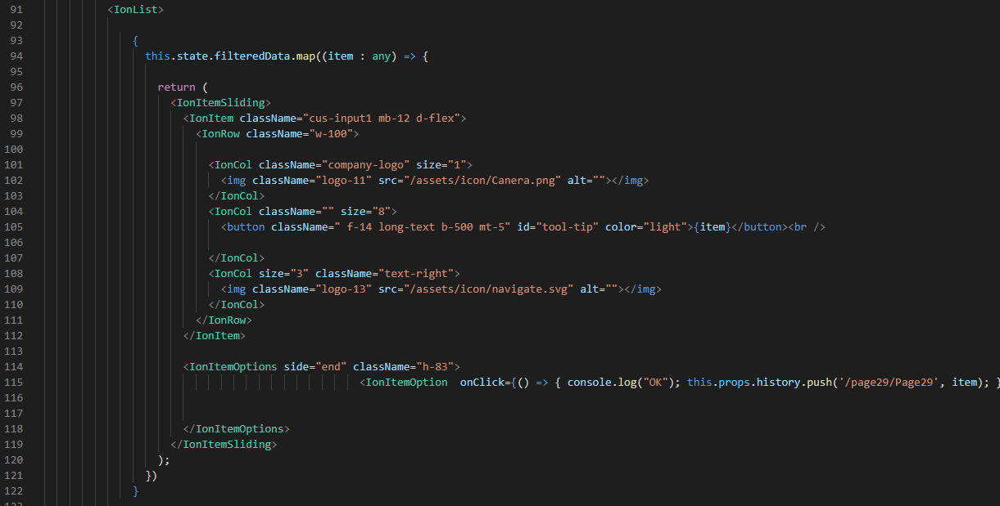 91 <IonList>
92
93 {
94 this.state.filteredData.map((item : any) => {
95
96 return (
97 <IonItemSliding>
98 <IonItem className="cus-input1 mb-12 d-flex">
99 <IonRow className="w-100">
100
101 <IonCol className="company-logo" size="1">
102 <img className="logo-11" src="/assets/icon/Canera.png" alt=""></img>
103 </IonCol>
104 <IonCol className="" size="8">
105 <button className=" f-14 long-text b-500 mt-5" id="tool-tip" color="light">{item}</button><br />
106
107 </IonCol>
108 <IonCol size="3" className="text-right">
109 <img className="logo-13" src="/assets/icon/navigate.svg" alt=""></img>
110 </IonCol>
111 </IonRow>
112 </IonItem>
113
114 <IonItemOptions side="end" className="h-83">
115 <IonItemOption  onClick={() => { console.log("OK"); this.props.history.push('/page29/Page29', item); }
116
117
118 </IonItemOptions>
119 </IonItemSliding>
120 );
121 })
122 }